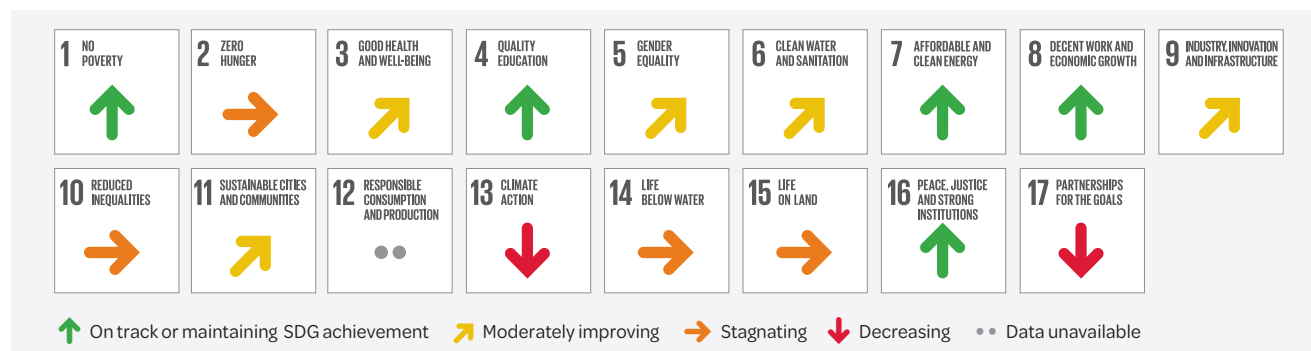 1 NO
POVERTY
2 ZERO
HUNGER
3 GOOD HEALTH
AND WELL-BEING
4 QUALITY
EDUCATION
5 GENDER
EQUALITY
6 CLEAN WATER
AND SANITATION
7 AFFORDABLE AND
CLEAN ENERGY
8 DECENT WORK AND
ECONOMIC GROWTH
9 INDUSTRY, INNOVATION
AND INFRASTRUCTURE
10 REDUCED
INEQUALITIES
11 SUSTAINABLE CITIES
AND COMMUNITIES
12 RESPONSIBLE
CONSUMPTION
AND PRODUCTION
13 CLIMATE
ACTION
14 LIFE
BELOW WATER
15 LIFE
ON LAND
16 PEACE, JUSTICE
AND STRONG
INSTITUTIONS
17 PARTNERSHIPS
FOR THE GOALS
On track or maintaining SDG achievement Moderately improving Stagnating Decreasing Data unavailable